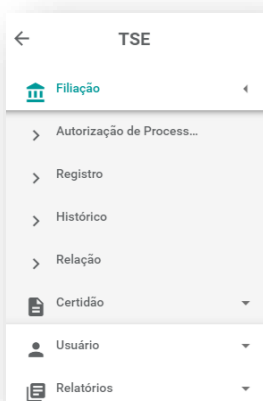 TSE
Filiação
Autorização de Process...
Registro
Histórico
Relação
Certidão
Usuário
Relatórios